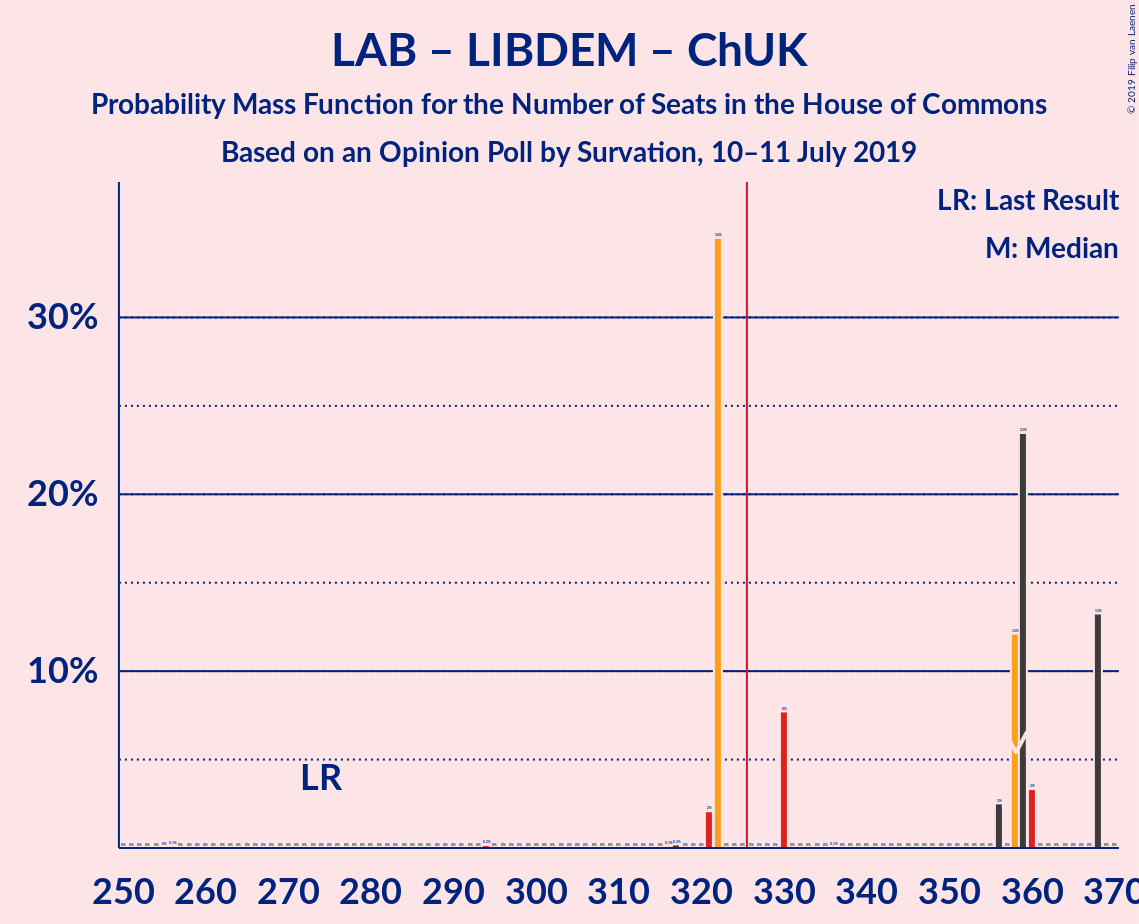 LAB – LIBDEM – ChUK
Probability Mass Function for the Number of Seats in the House of Commons
Based on an Opinion Poll by Survation, 10–11 July 2019
© 2019 Filip van Laenen
LR: Last Result
M: Median
30%
20%
10%
LR
250 260 270 280 290 300 310 320 330 340 350 360 370